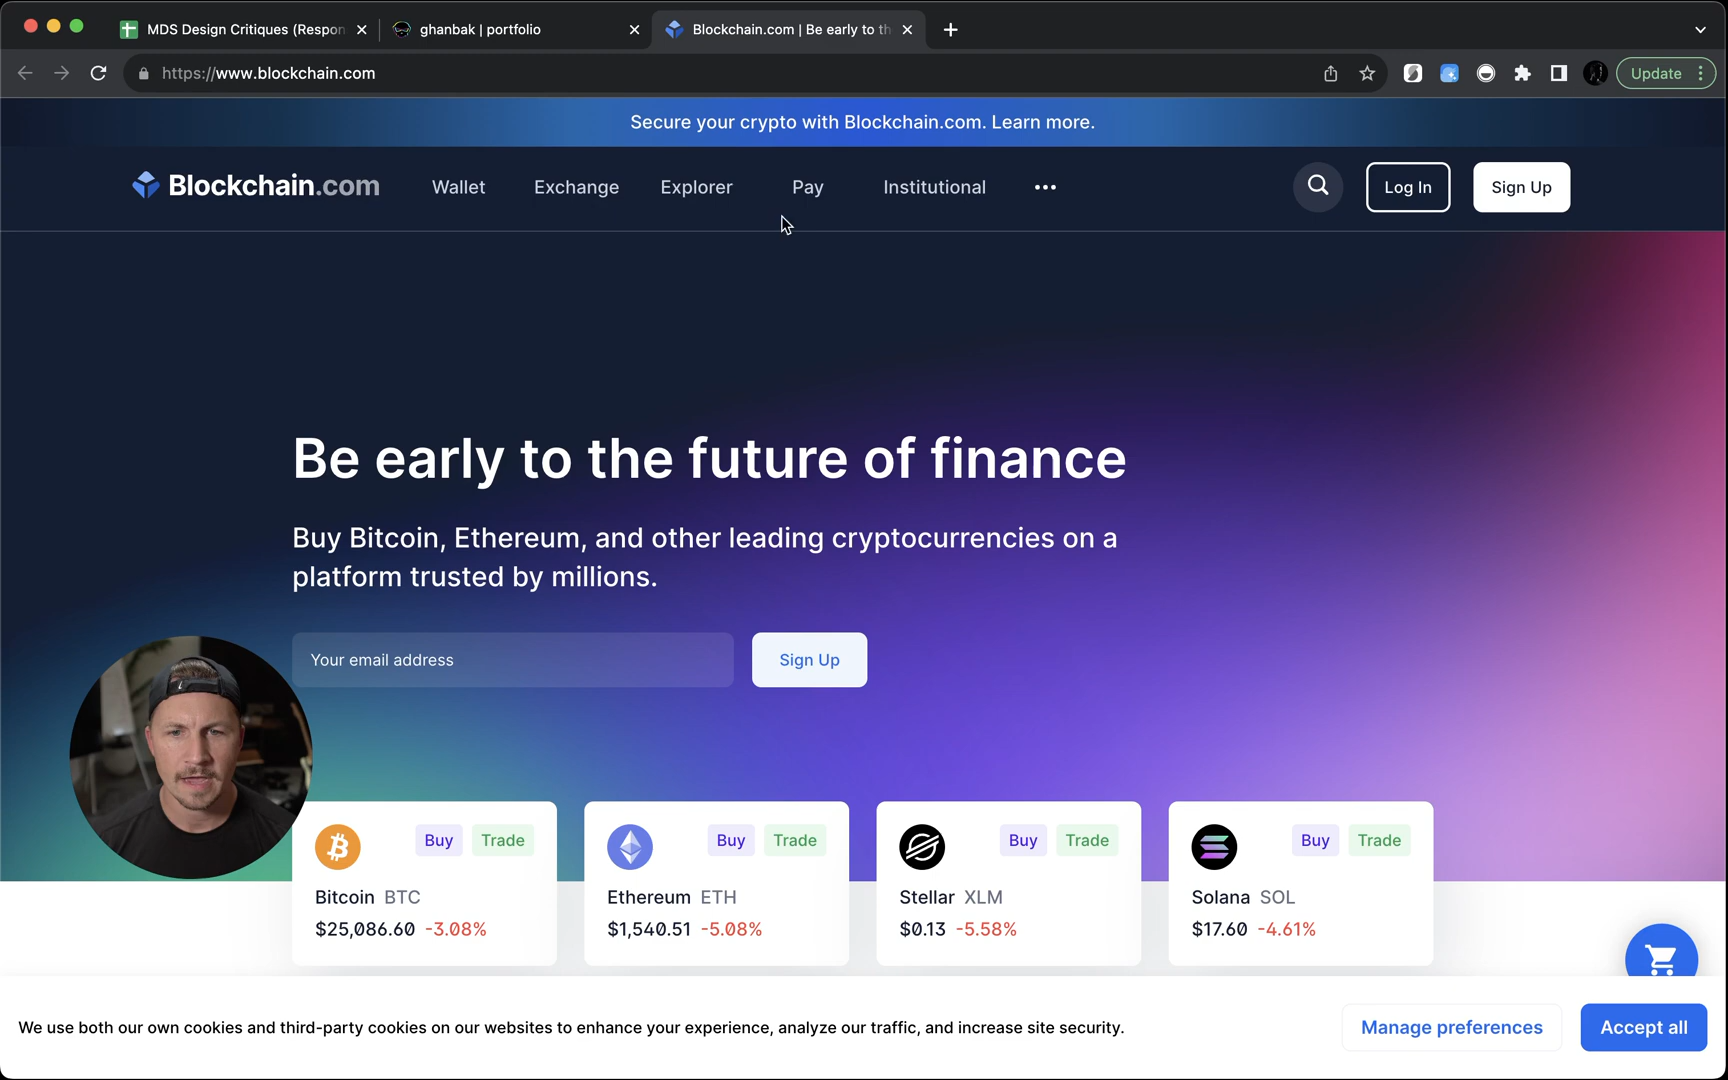 MDS Design Critiques (Respon
ghanbak | portfolio
Blockchain.com | Be early to th
https://www.blockchain.com
Update
Secure your crypto with Blockchain.com. Learn more.
Blockchain.com
Wallet
Exchange
Explorer
Pay
Institutional
Log In
Sign Up
Be early to the future of finance
Buy Bitcoin, Ethereum, and other leading cryptocurrencies on a
platform trusted by millions.
Your email address
Sign Up
Buy
Trade
Bitcoin BTC
$25,086.60 -3.08%
Buy
Trade
Ethereum ETH
$1,540.51 -5.08%
Buy
Trade
Stellar XLM
$0.13 -5.58%
Buy
Trade
Solana SOL
$17.60 -4.61%
We use both our own cookies and third-party cookies on our websites to enhance your experience, analyze our traffic, and increase site security.
Manage preferences
Accept all